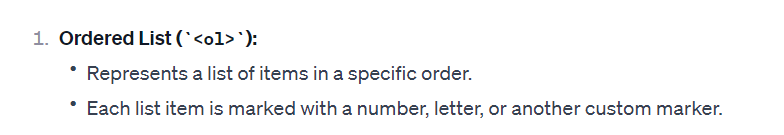 1. Ordered List (`<ol>`):
• Represents a list of items in a specific order.
• Each list item is marked with a number, letter, or another custom marker.